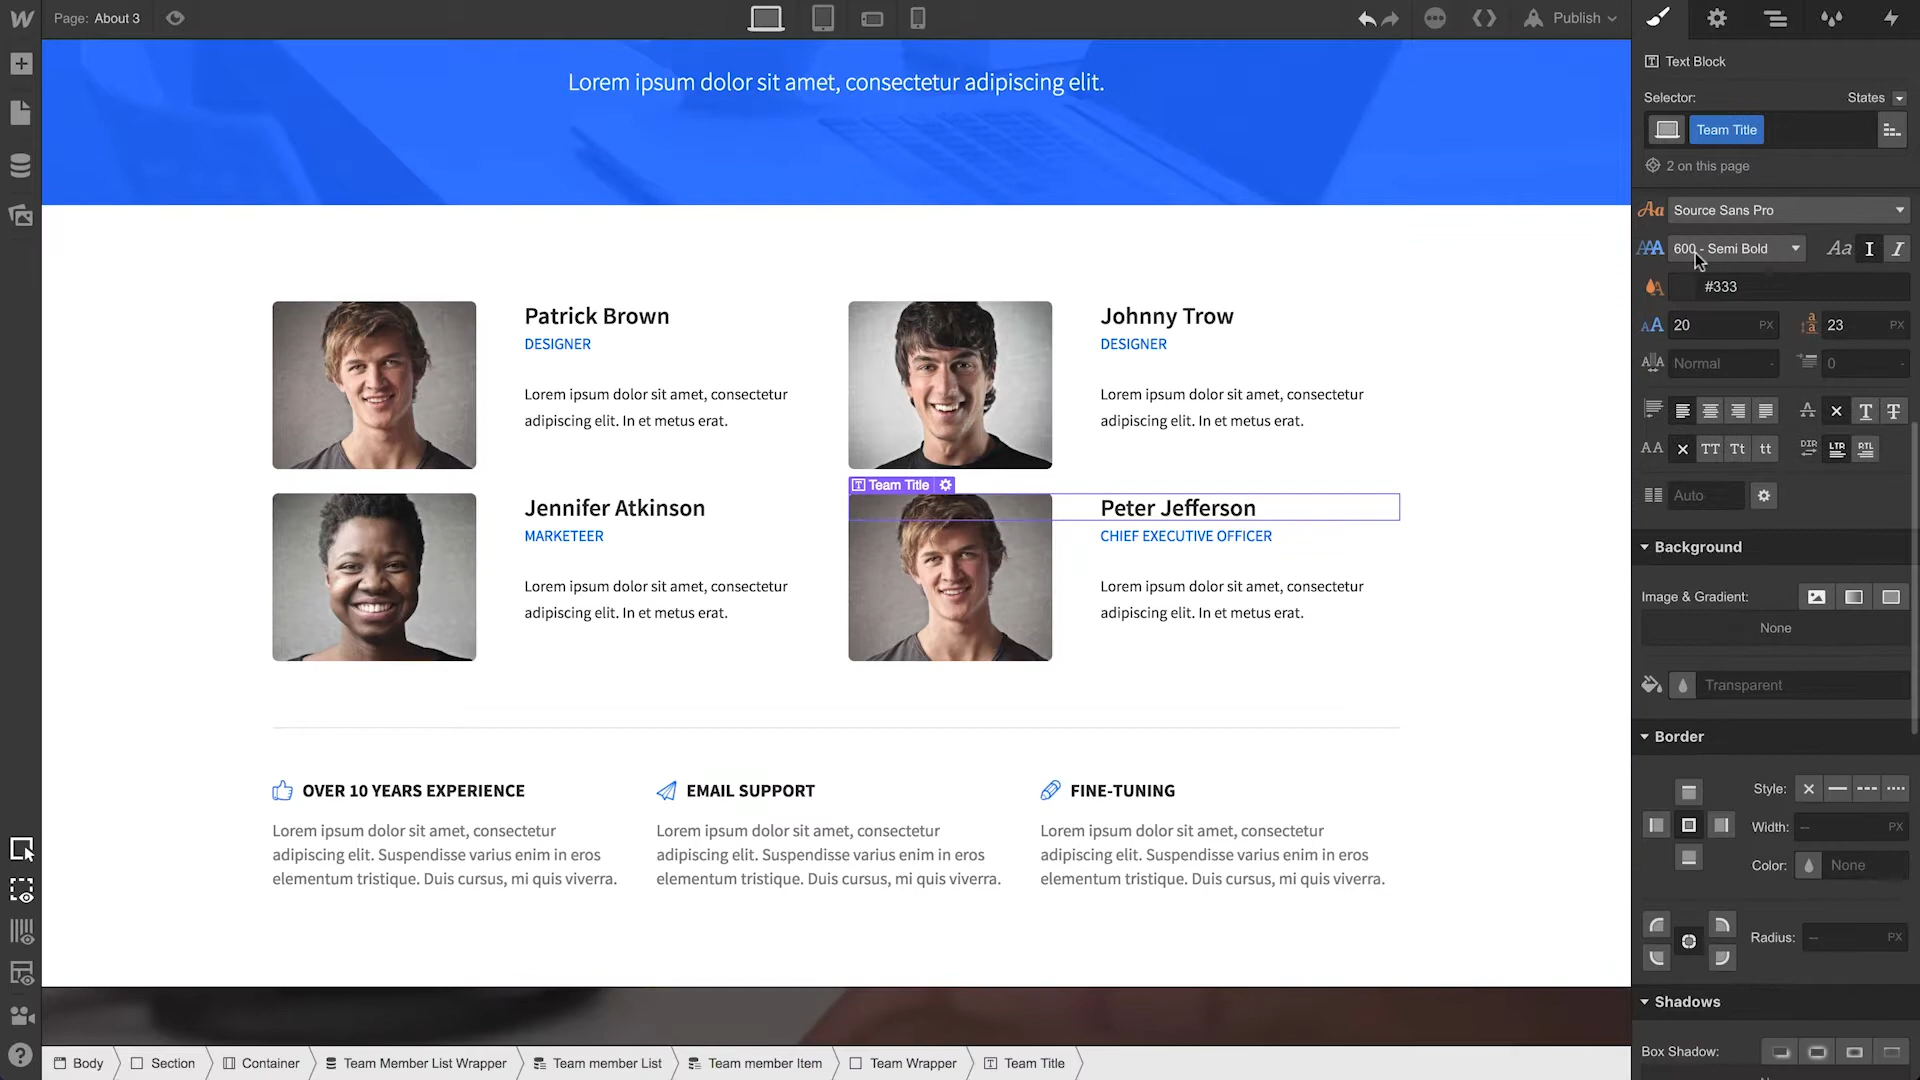 Page: About 3
Publish
Lorem ipsum dolor sit amet, consectetur adipiscing elit.
Patrick Brown
DESIGNER
Lorem ipsum dolor sit amet, consectetur
adipiscing elit. In et metus erat.
Johnny Trow
DESIGNER
Lorem ipsum dolor sit amet, consectetur
adipiscing elit. In et metus erat.
Jennifer Atkinson
MARKETEER
Lorem ipsum dolor sit amet, consectetur
adipiscing elit. In et metus erat.
Team Title
Peter Jefferson
CHIEF EXECUTIVE OFFICER
Lorem ipsum dolor sit amet, consectetur
adipiscing elit. In et metus erat.
OVER 10 YEARS EXPERIENCE
Lorem ipsum dolor sit amet, consectetur
adipiscing elit. Suspendisse varius enim in eros
elementum tristique. Duis cursus, mi quis viverra.
EMAIL SUPPORT
Lorem ipsum dolor sit amet, consectetur
adipiscing elit. Suspendisse varius enim in eros
elementum tristique. Duis cursus, mi quis viverra.
FINE-TUNING
Lorem ipsum dolor sit amet, consectetur
adipiscing elit. Suspendisse varius enim in eros
elementum tristique. Duis cursus, mi quis viverra.
Body Section Container Team Member List Wrapper Team member List Team member Item Team Wrapper Team Title
Text Block
Selector: States
Team Title
2 on this page
Source Sans Pro
600 - Semi Bold
#333
20 PX 23 PX
Normal - 0 -
TT Tt tt DIR LTR RTL
Auto
Background
Image & Gradient:
None
Transparent
Border
Style:
Width: -- PX
Color: None
Radius: -- PX
Shadows
Box Shadow: